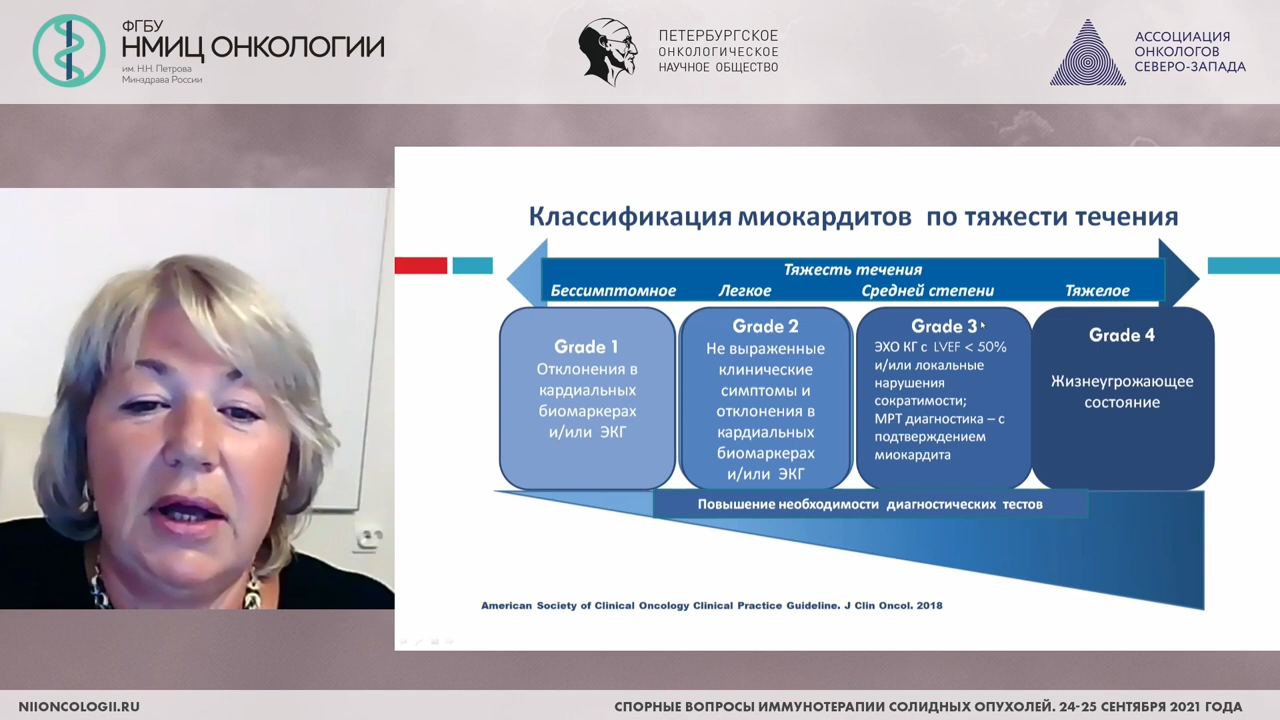 ФГБУ
НМИЦ ОНКОЛОГИИ
им. Н.Н. Петрова
Минздрава России
ПЕТЕРБУРГСКОЕ
ОНКОЛОГИЧЕСКОЕ
НАУЧНОЕ ОБЩЕСТВО
АССОЦИАЦИЯ
ОНКОЛОГОВ
СЕВЕРО-ЗАПАДА
Классификация миокардитов по тяжести течения
Тяжесть течения
Бессимптомное Легкое Средней степени Тяжелое
Grade 1
Отклонения в
кардиальных
биомаркерах
и/или ЭКГ
Grade 2
Не выраженные
клинические
симптомы и
отклонения в
кардиальных
биомаркерах
и/или ЭКГ
Grade 3
ЭХО КГ с LVEF < 50%
и/или локальные
нарушения
сократимости;
МРТ диагностика – с
подтверждением
миокардита
Grade 4
Жизнеугрожающее
состояние
Повышение необходимости диагностических тестов
American Society of Clinical Oncology Clinical Practice Guideline. J Clin Oncol. 2018
NIIONCOLOGII.RU
СПОРНЫЕ ВОПРОСЫ ИММУНОТЕРАПИИ СОЛИДНЫХ ОПУХОЛЕЙ. 24-25 СЕНТЯБРЯ 2021 ГОДА